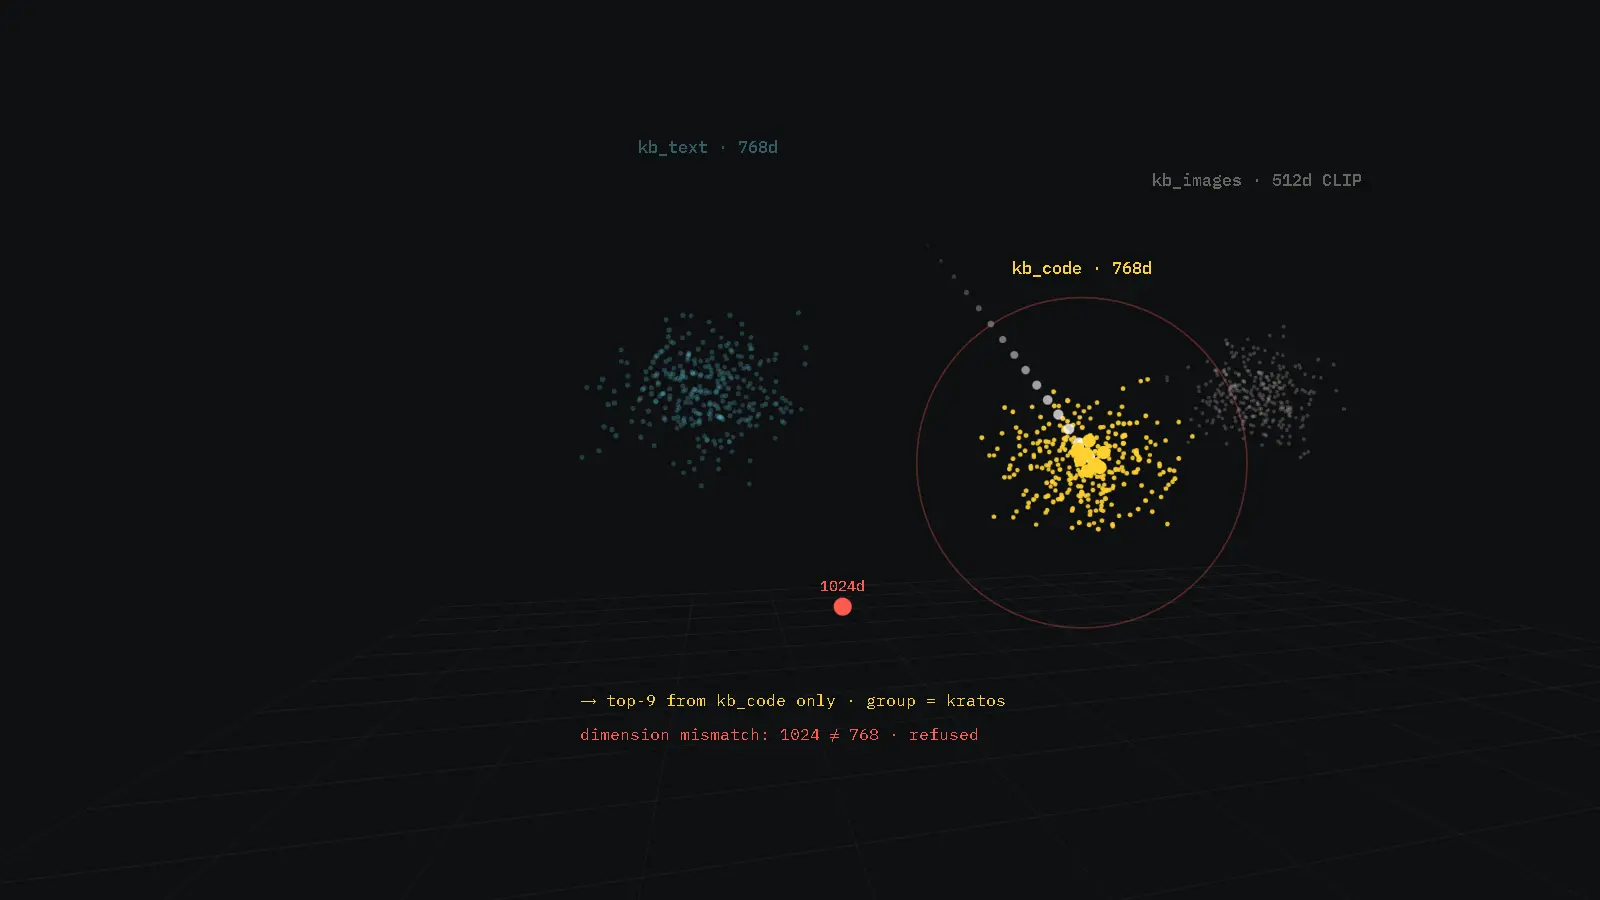 kb_text · 768d
kb_images · 512d CLIP
kb_code · 768d
1024d
→ top-9 from kb_code only · group = kratos
dimension mismatch: 1024 ≠ 768 · refused